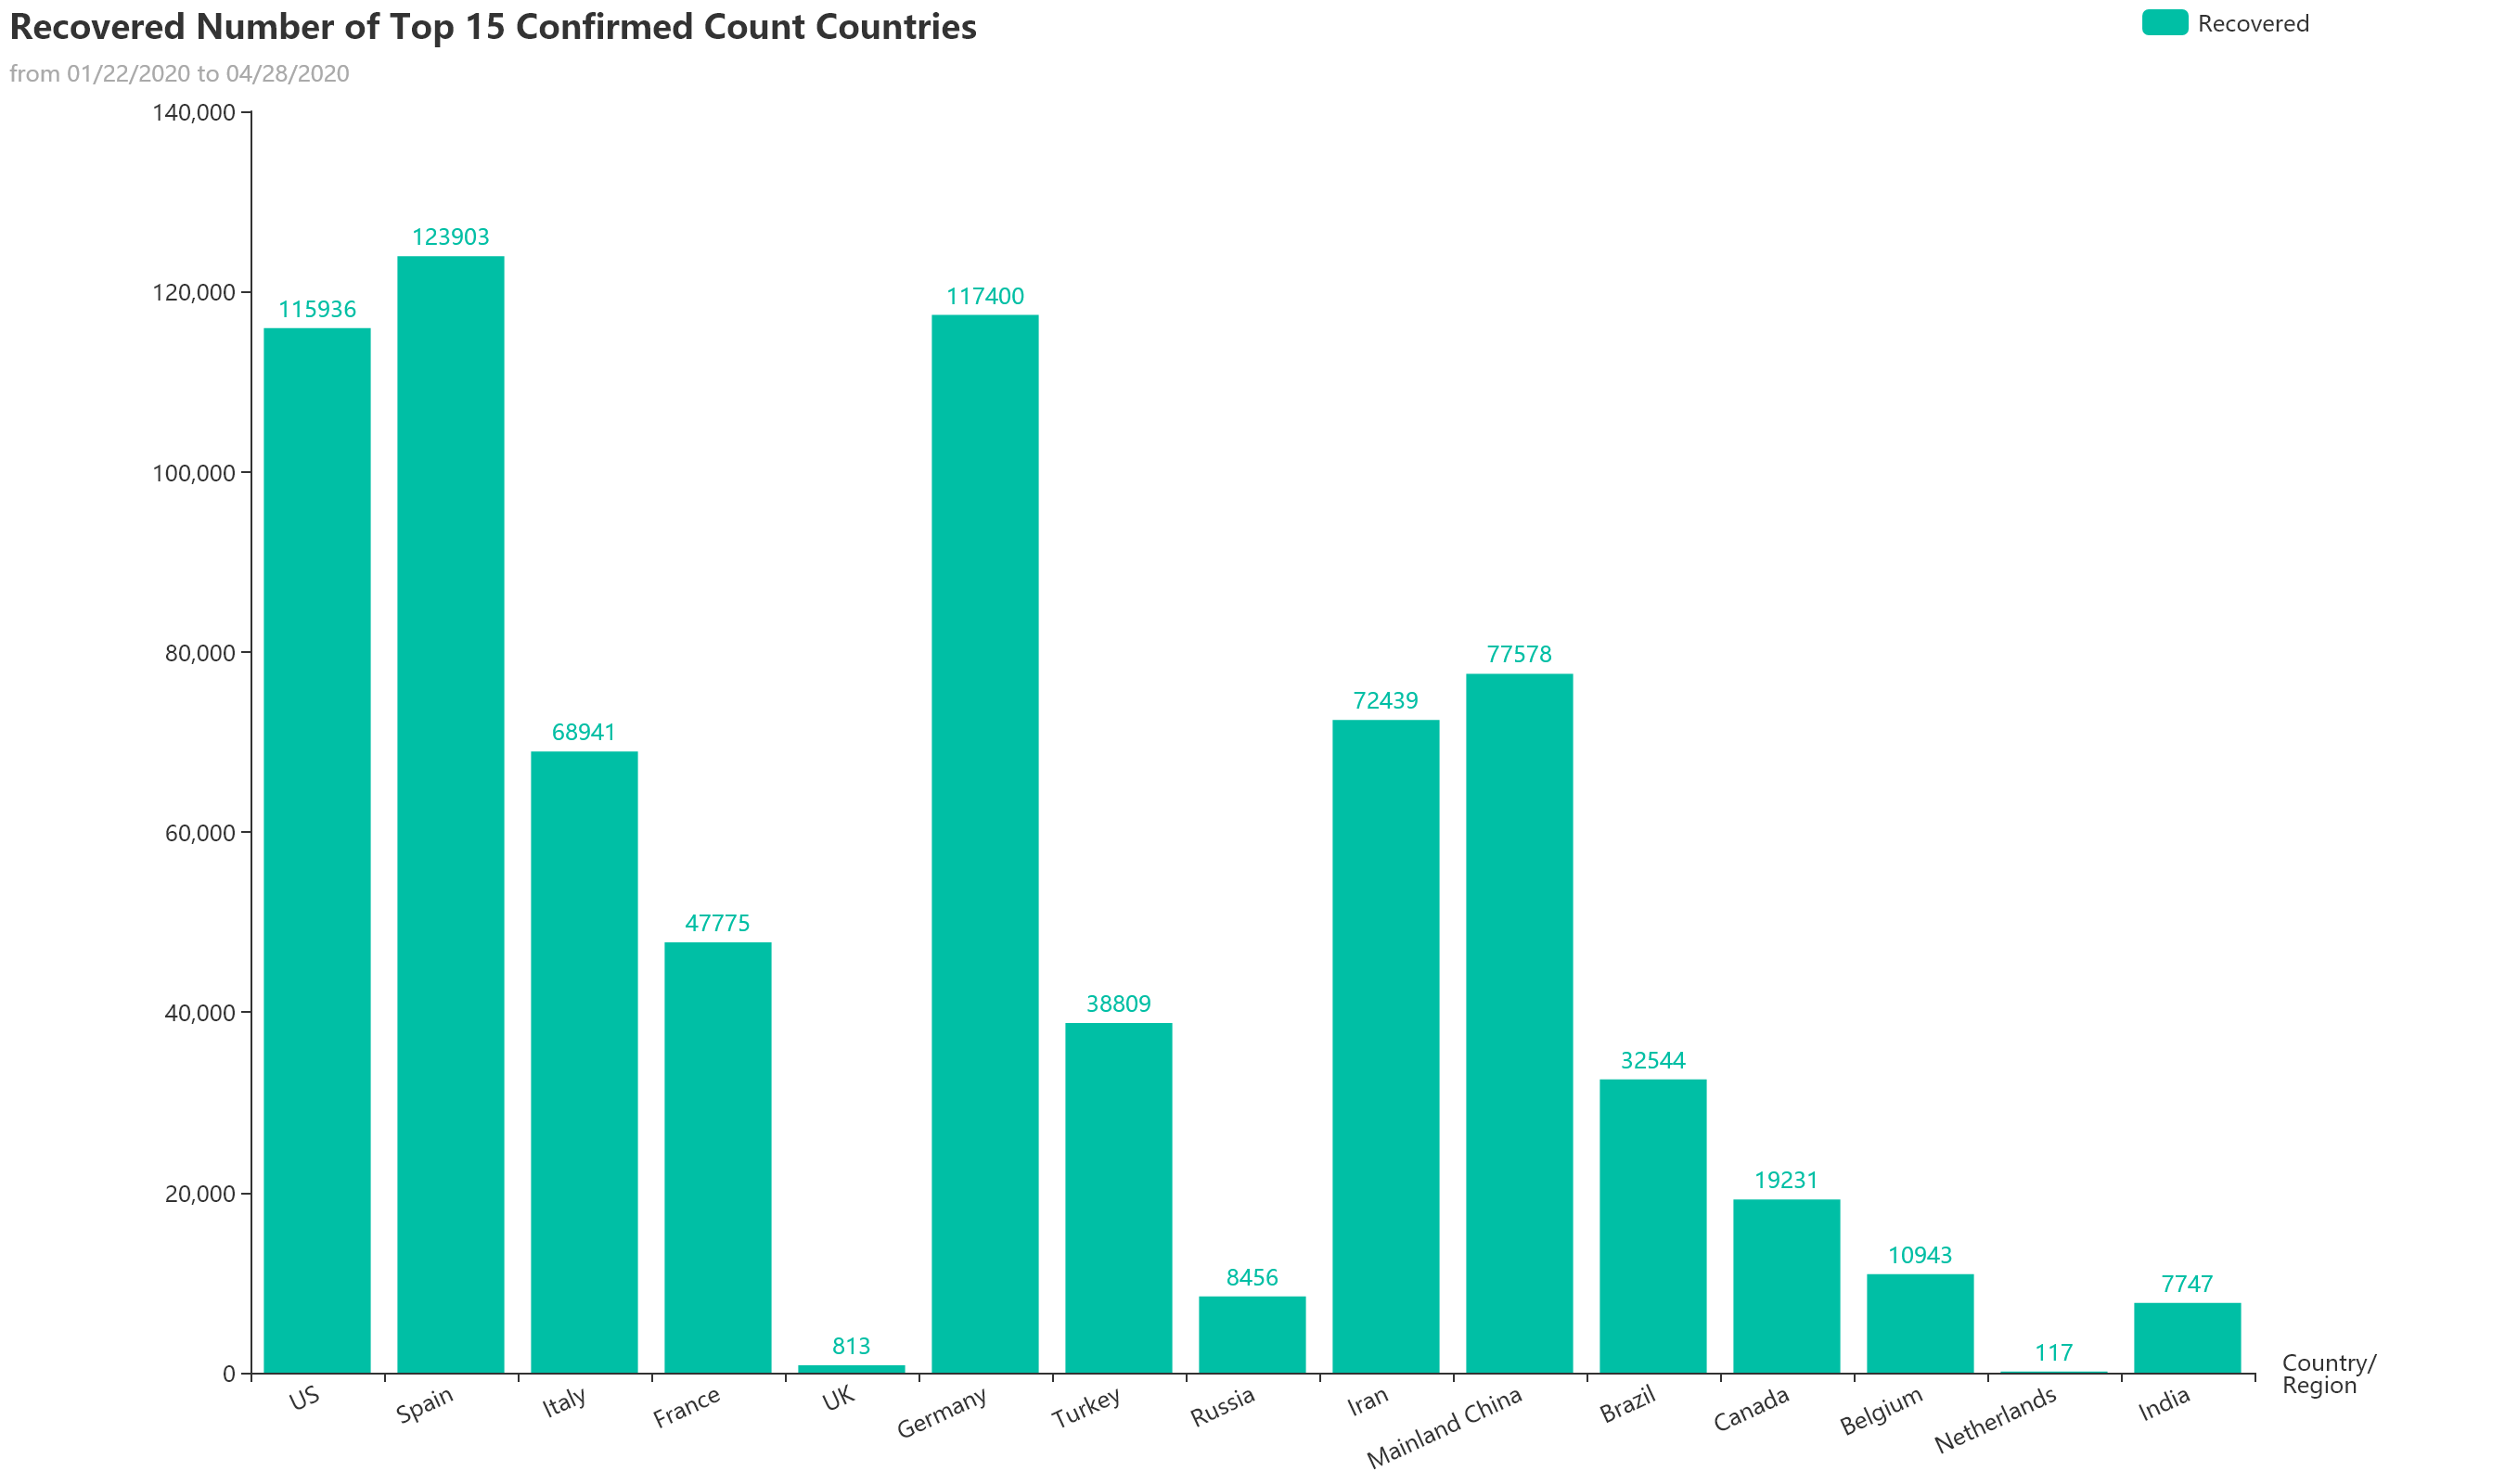 Recovered Number of Top 15 Confirmed Count Countries
from 01/22/2020 to 04/28/2020
Recovered
140,000
120,000
100,000
80,000
60,000
40,000
20,000
0
115936
123903
68941
47775
813
117400
38809
8456
72439
77578
32544
19231
10943
117
7747
US
Spain
Italy
France
UK
Germany
Turkey
Russia
Iran
Mainland China
Brazil
Canada
Belgium
Netherlands
India
Country/
Region